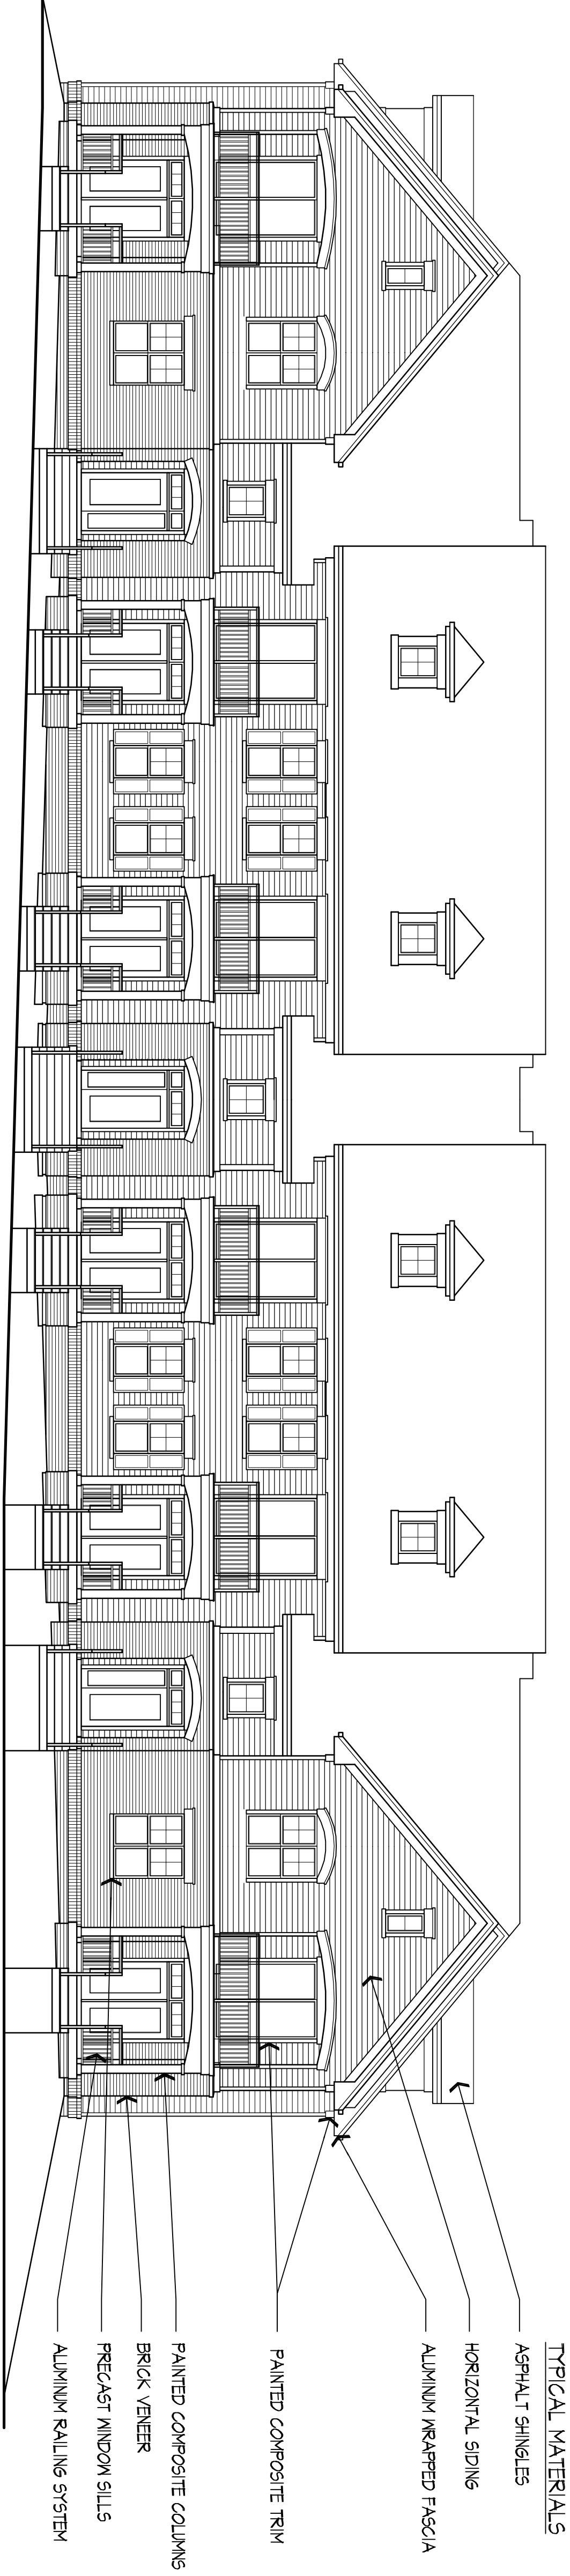 TYPICAL MATERIALS
ASPHALT SHINGLES
HORIZONTAL SIDING
ALUMINUM WRAPPED FASCIA
PAINTED COMPOSITE TRIM
PAINTED COMPOSITE COLUMNS
BRICK VENEER
PRECAST WINDOW SILLS
ALUMINUM RAILING SYSTEM